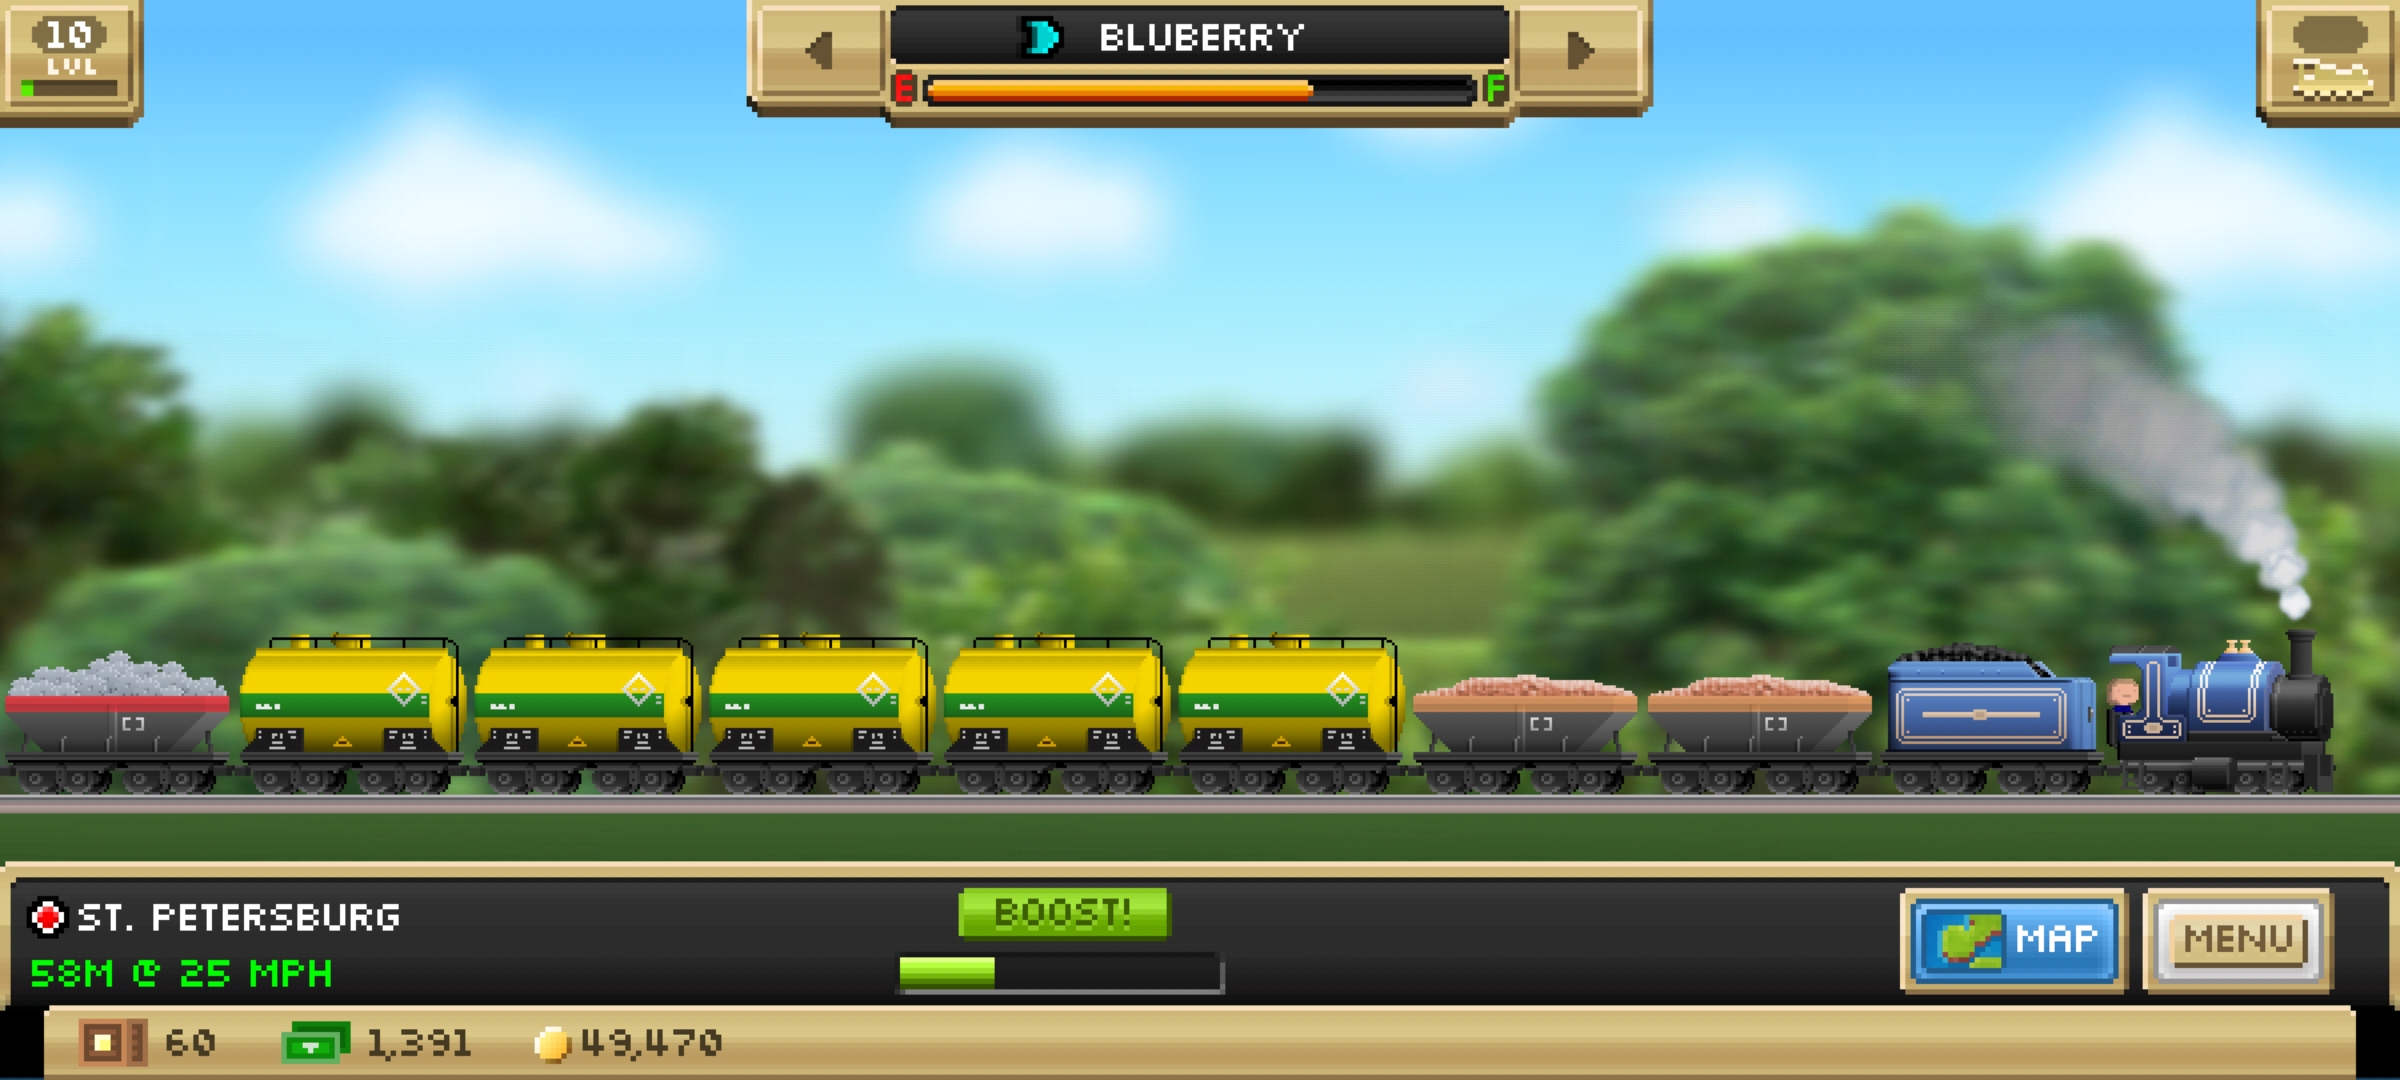 10
LVL
BLUBERRY
E
F
ST. PETERSBURG
58M @ 25 MPH
BOOST!
MAP
MENU
60
1,391
49,470